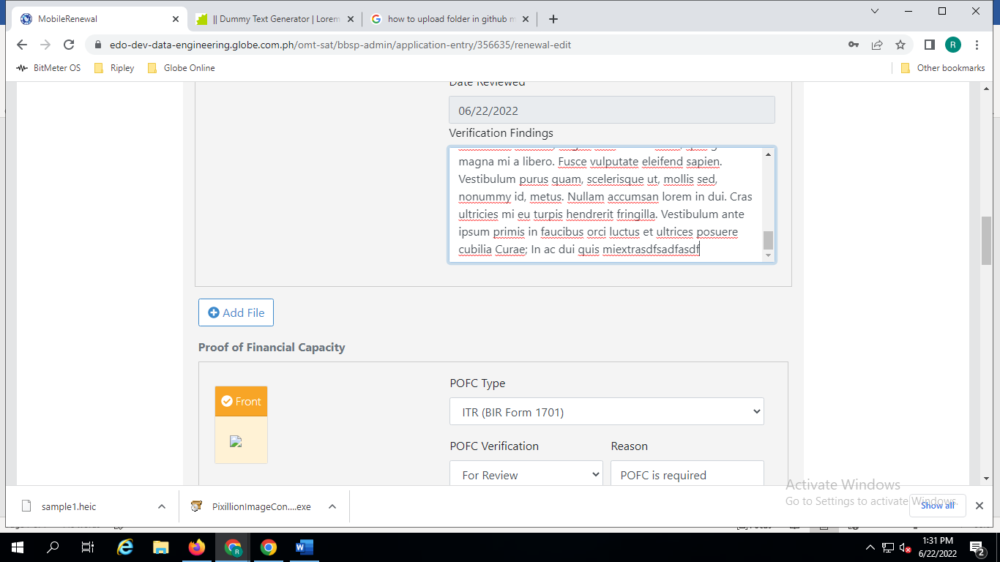 MobileRenewal
|| Dummy Text Generator | Lorem
how to upload folder in github m
edo-dev-data-engineering.globe.com.ph/omt-sat/bbsp-admin/application-entry/356635/renewal-edit
R
BitMeter OS
Ripley
Globe Online
Other bookmarks
Date Reviewed
06/22/2022
Verification Findings
magna mi a libero. Fusce vulputate eleifend sapien.
Vestibulum purus quam, scelerisque ut, mollis sed,
nonummy id, metus. Nullam accumsan lorem in dui. Cras
ultricies mi eu turpis hendrerit fringilla. Vestibulum ante
ipsum primis in faucibus orci luctus et ultrices posuere
cubilia Curae; In ac dui quis miextrasdfsadfasdf
Add File
Proof of Financial Capacity
Front
POFC Type
ITR (BIR Form 1701)
POFC Verification
Reason
For Review
POFC is required
Activate Windows
Go to Settings to activate Windows.
sample1.heic
PixillionImageCon....exe
Show all
1:31 PM
6/22/2022
2